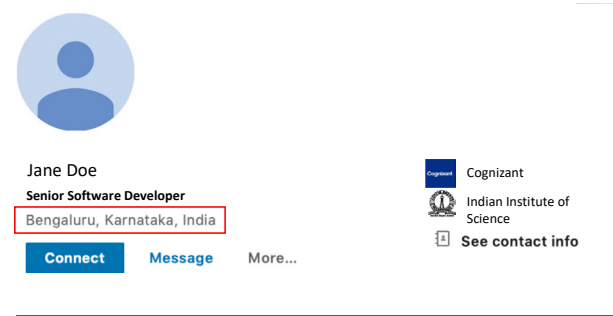 Jane Doe
Senior Software Developer
Bengaluru, Karnataka, India
Connect Message More...
Cognizant
Cognizant
Indian Institute of
Science
See contact info